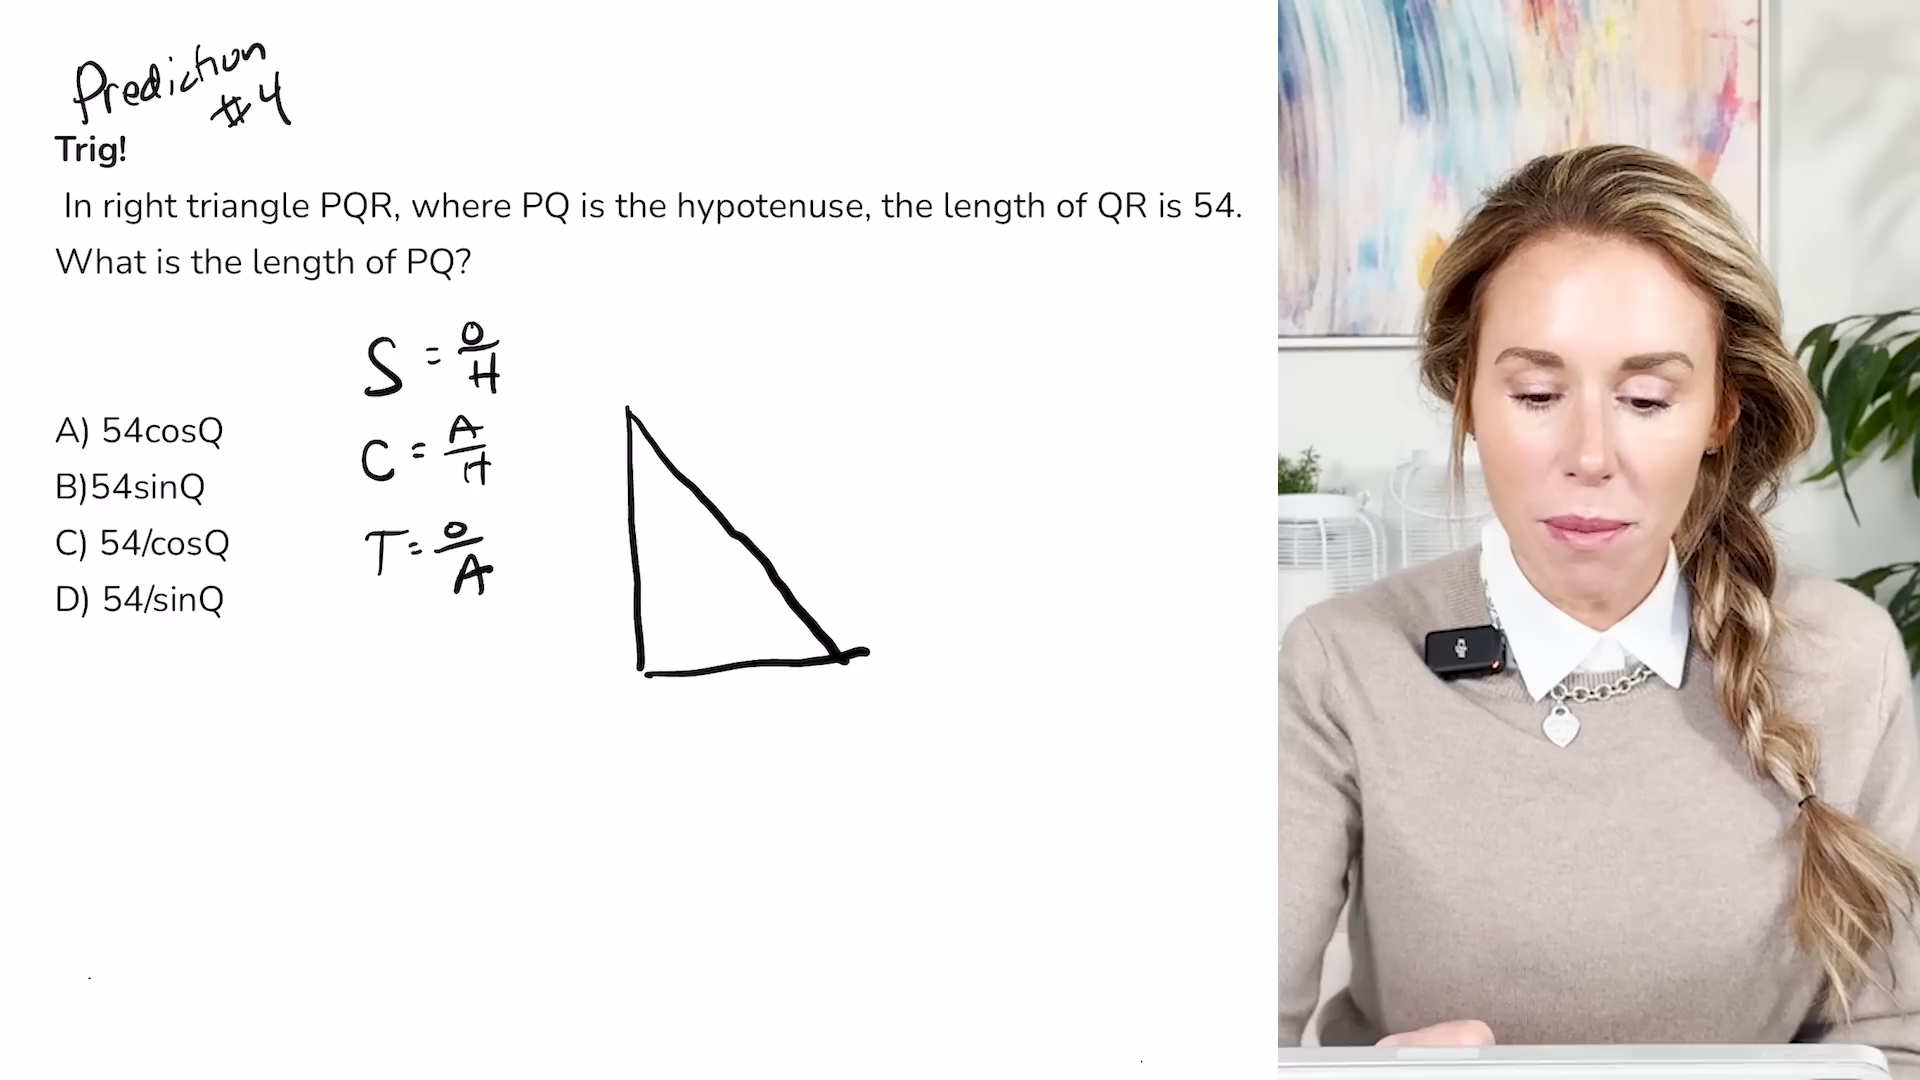 Prediction
#4
Trig!
In right triangle PQR, where PQ is the hypotenuse, the length of QR is 54.
What is the length of PQ?
A) 54cosQ
B)54sinQ
C) 54/cosQ
D) 54/sinQ
S = O/H
C = A/H
T = O/A